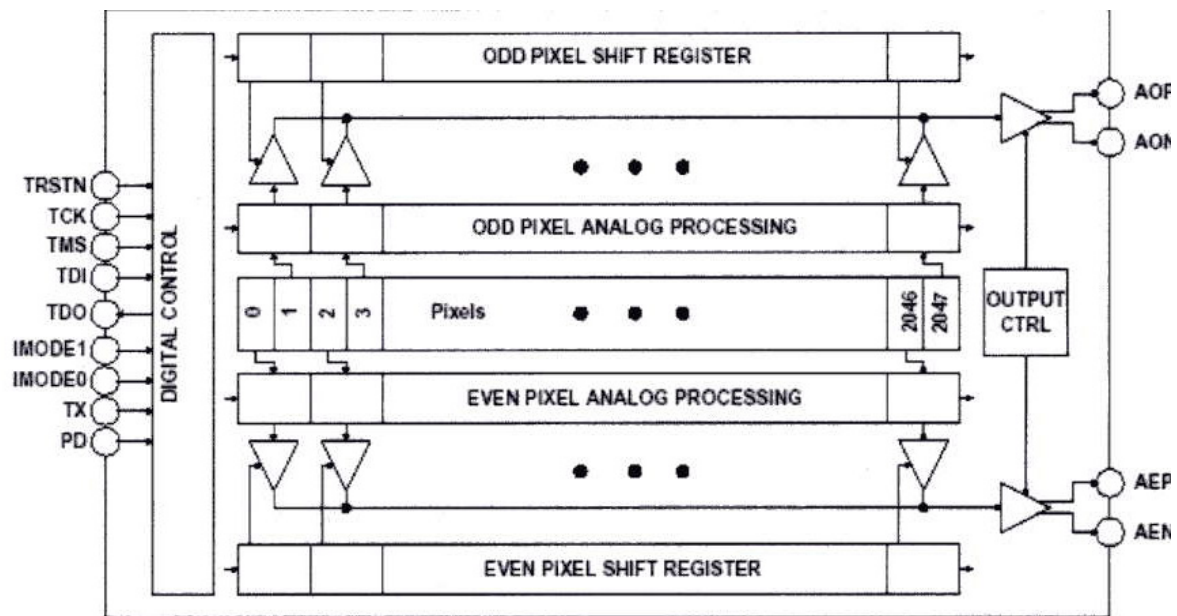 ODD PIXEL SHIFT REGISTER
AOP
AON
TRSTN
TCK
TMS
TDI
TDO
IMODE1
IMODE0
TX
PD
DIGITAL CONTROL
ODD PIXEL ANALOG PROCESSING
0
1
2
3
Pixels
2046
2047
OUTPUT
CTRL
EVEN PIXEL ANALOG PROCESSING
AEP
AEN
EVEN PIXEL SHIFT REGISTER